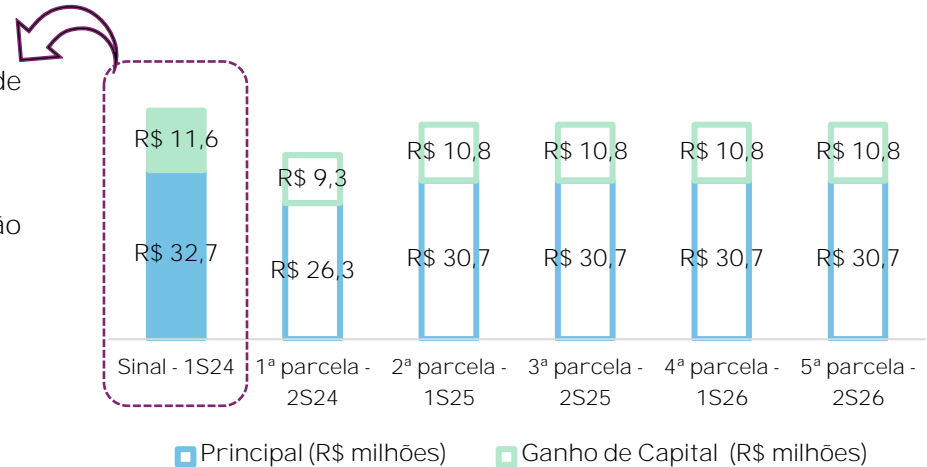 de
ão
R$ 11,6
R$ 9,3
R$ 10,8
R$ 10,8
R$ 10,8
R$ 10,8
R$ 32,7
R$ 26,3
R$ 30,7
R$ 30,7
R$ 30,7
R$ 30,7
Sinal - 1S24
1ª parcela -
2S24
2ª parcela -
1S25
3ª parcela -
2S25
4ª parcela -
1S26
5ª parcela -
2S26
Principal (R$ milhões)
Ganho de Capital (R$ milhões)